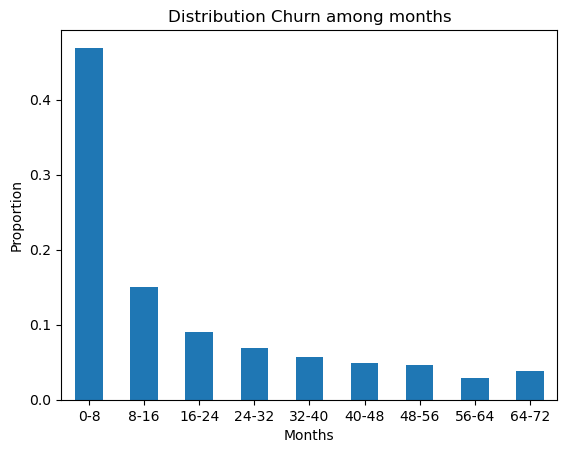 Distribution Churn among months
Proportion
0.4
0.3
0.2
0.1
0.0
0-8 8-16 16-24 24-32 32-40 40-48 48-56 56-64 64-72
Months